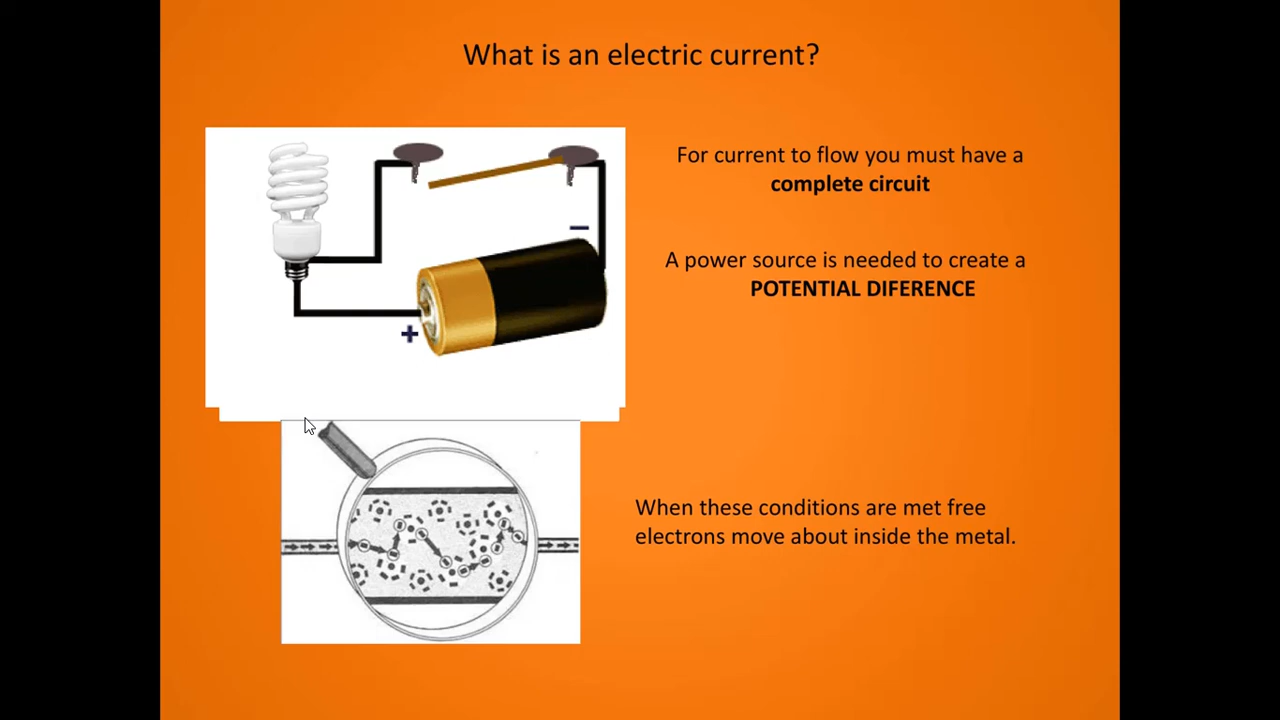 What is an electric current?
For current to flow you must have a
complete circuit
−
A power source is needed to create a
POTENTIAL DIFERENCE
+
When these conditions are met free
electrons move about inside the metal.